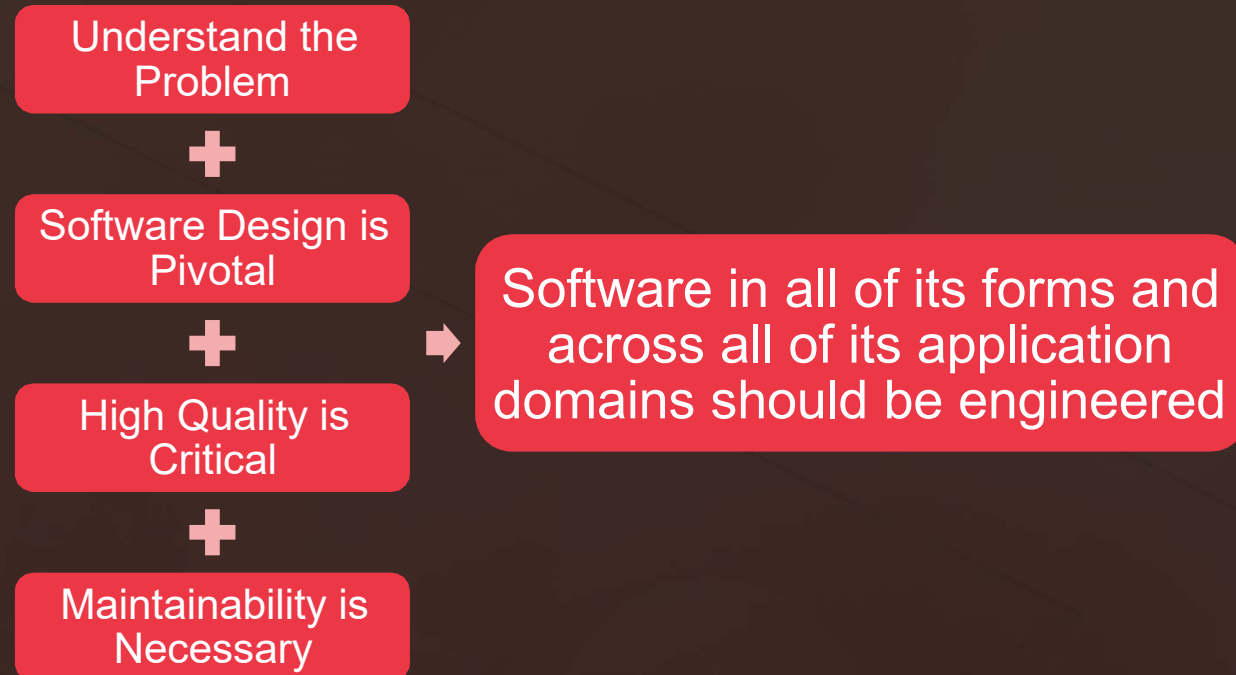 Understand the
Problem
Software Design is
Pivotal
High Quality is
Critical
Maintainability is
Necessary
Software in all of its forms and
across all of its application
domains should be engineered